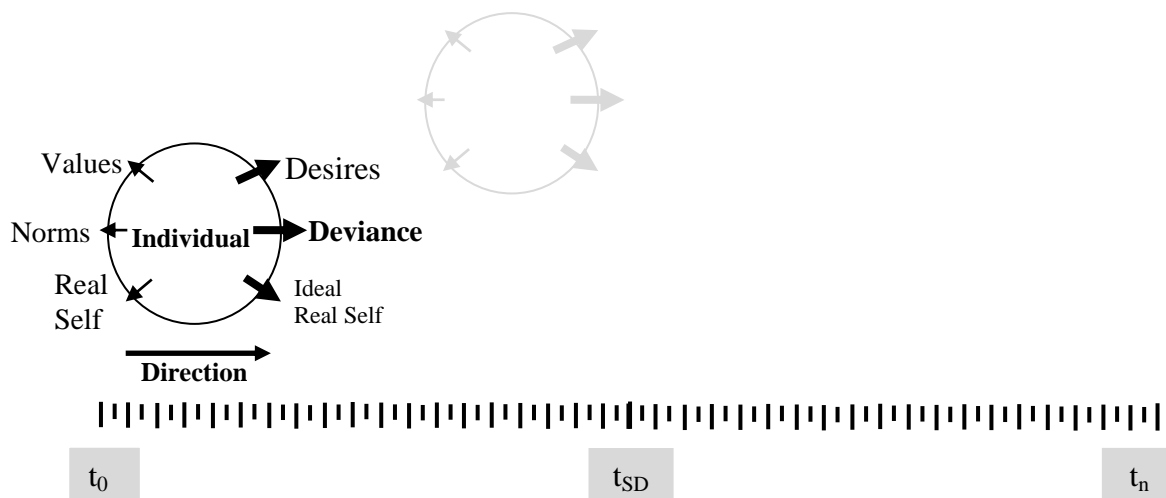 Values
Desires
Norms
Individual
Deviance
Real
Self
Ideal
Real Self
Direction
t0
tSD
tn